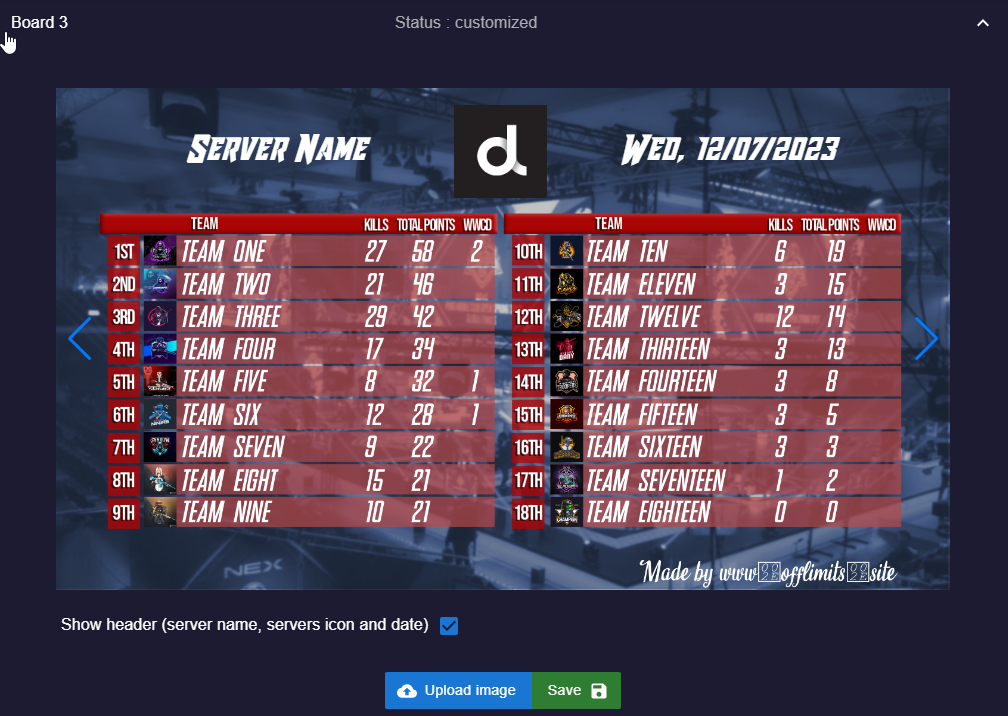 Board 3
Status : customized
SERVER NAME
d
WED, 12/07/2023
TEAM KILLS TOTAL POINTS WWCD
1ST TEAM ONE 27 58 2
2ND TEAM TWO 21 46
3RD TEAM THREE 29 42
4TH TEAM FOUR 17 34
5TH TEAM FIVE 8 32 1
6TH TEAM SIX 12 28 1
7TH TEAM SEVEN 9 22
8TH TEAM EIGHT 15 21
9TH TEAM NINE 10 21
TEAM KILLS TOTAL POINTS WWCD
10TH TEAM TEN 6 19
11TH TEAM ELEVEN 3 15
12TH TEAM TWELVE 12 14
13TH TEAM THIRTEEN 3 13
14TH TEAM FOURTEEN 3 8
15TH TEAM FIFTEEN 3 5
16TH TEAM SIXTEEN 3 3
17TH TEAM SEVENTEEN 1 2
18TH TEAM EIGHTEEN 0 0
NEX
Made by www offlimits site
Show header (server name, servers icon and date)
Upload image
Save